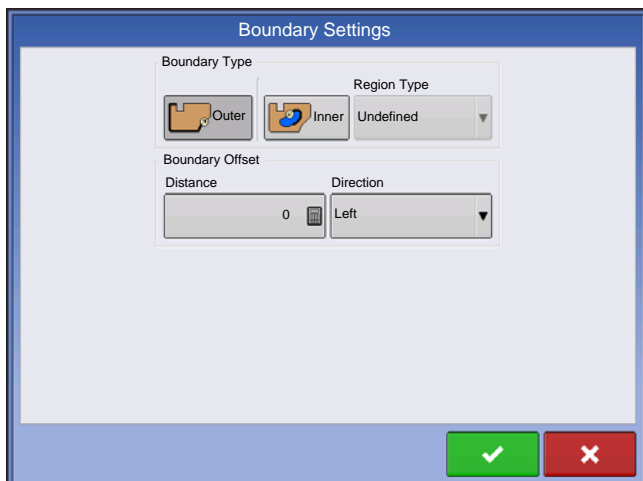 Boundary Settings
Boundary Type
Region Type
Outer
Inner
Undefined
Boundary Offset
Distance
Direction
0
Left